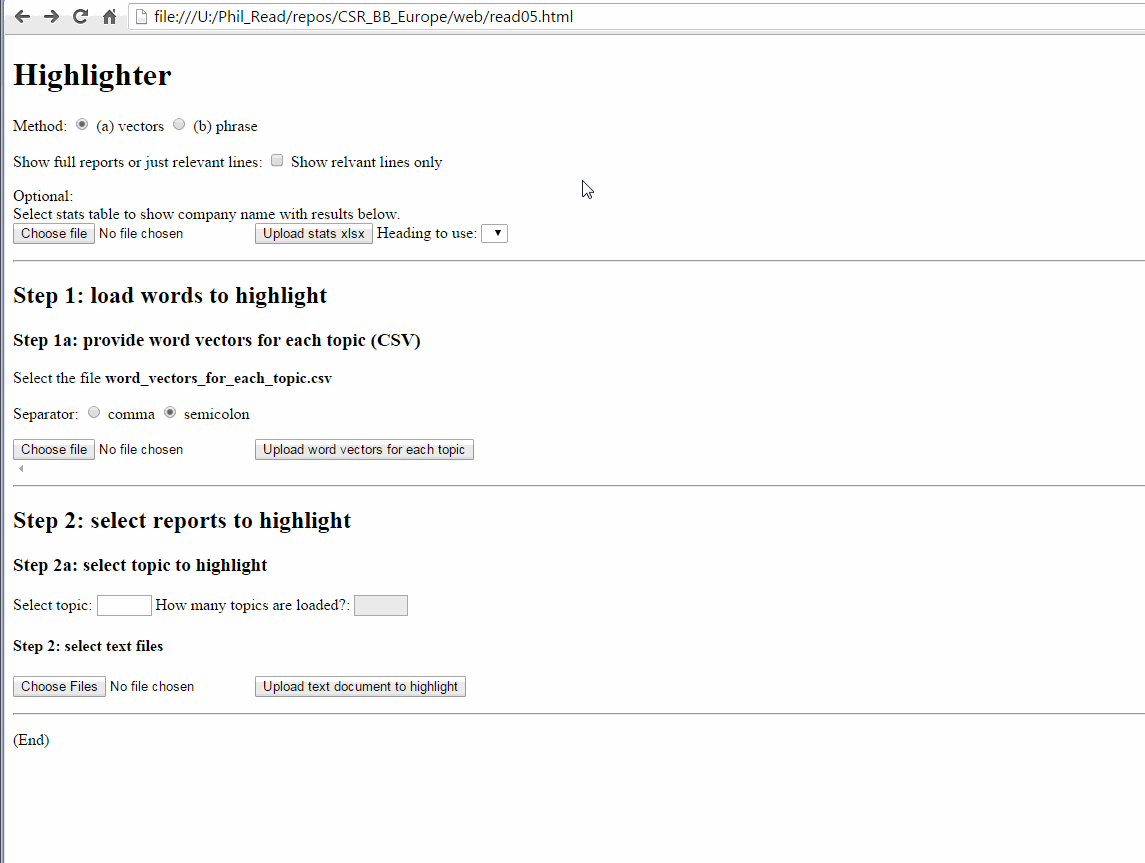 file:///U:/Phil_Read/repos/CSR_BB_Europe/web/read05.html
Highlighter
Method: (a) vectors (b) phrase
Show full reports or just relevant lines: Show relvant lines only
Optional:
Select stats table to show company name with results below.
Choose file No file chosen Upload stats xlsx Heading to use:
Step 1: load words to highlight
Step 1a: provide word vectors for each topic (CSV)
Select the file word_vectors_for_each_topic.csv
Separator: comma semicolon
Choose file No file chosen Upload word vectors for each topic
Step 2: select reports to highlight
Step 2a: select topic to highlight
Select topic: How many topics are loaded?:
Step 2: select text files
Choose Files No file chosen Upload text document to highlight
(End)